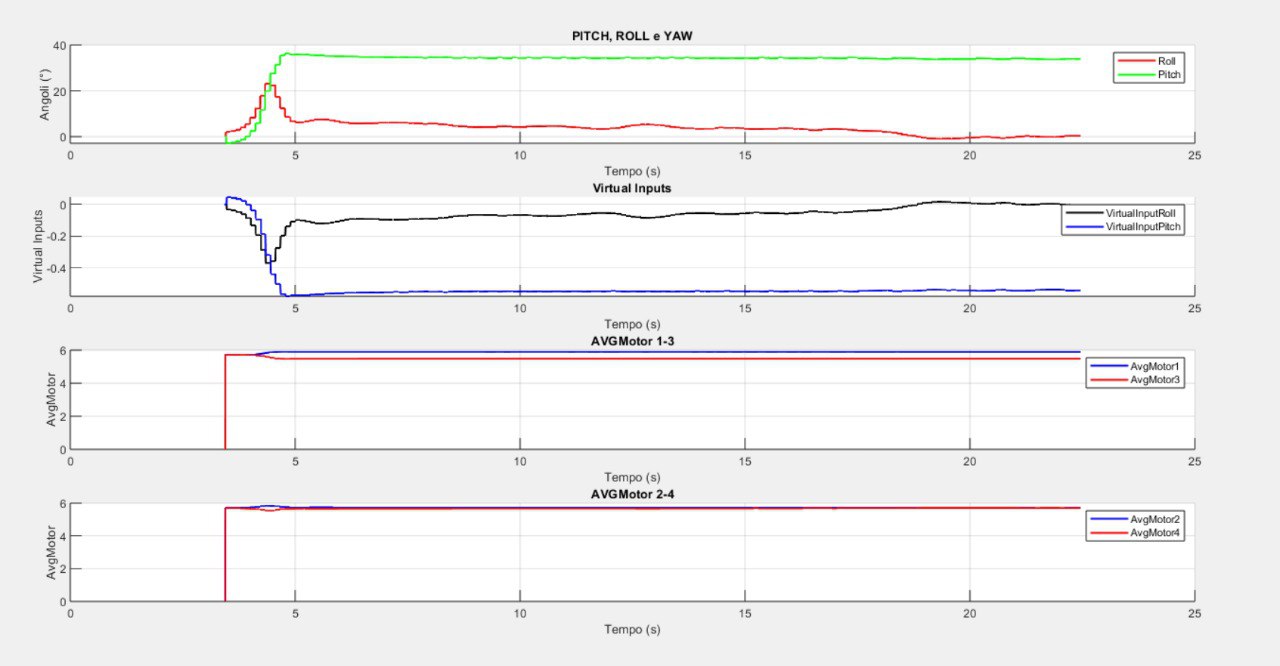 PITCH, ROLL e YAW
Angoli (°)
40
20
0
Roll
Pitch
0 5 10 15 20 25
Tempo (s)
Virtual Inputs
Virtual Inputs
0
-0.2
-0.4
VirtualInputRoll
VirtualInputPitch
0 5 10 15 20 25
Tempo (s)
AVGMotor 1-3
AvgMotor
6
4
2
0
AvgMotor1
AvgMotor3
0 5 10 15 20 25
Tempo (s)
AVGMotor 2-4
AvgMotor
6
4
2
0
AvgMotor2
AvgMotor4
0 5 10 15 20 25
Tempo (s)